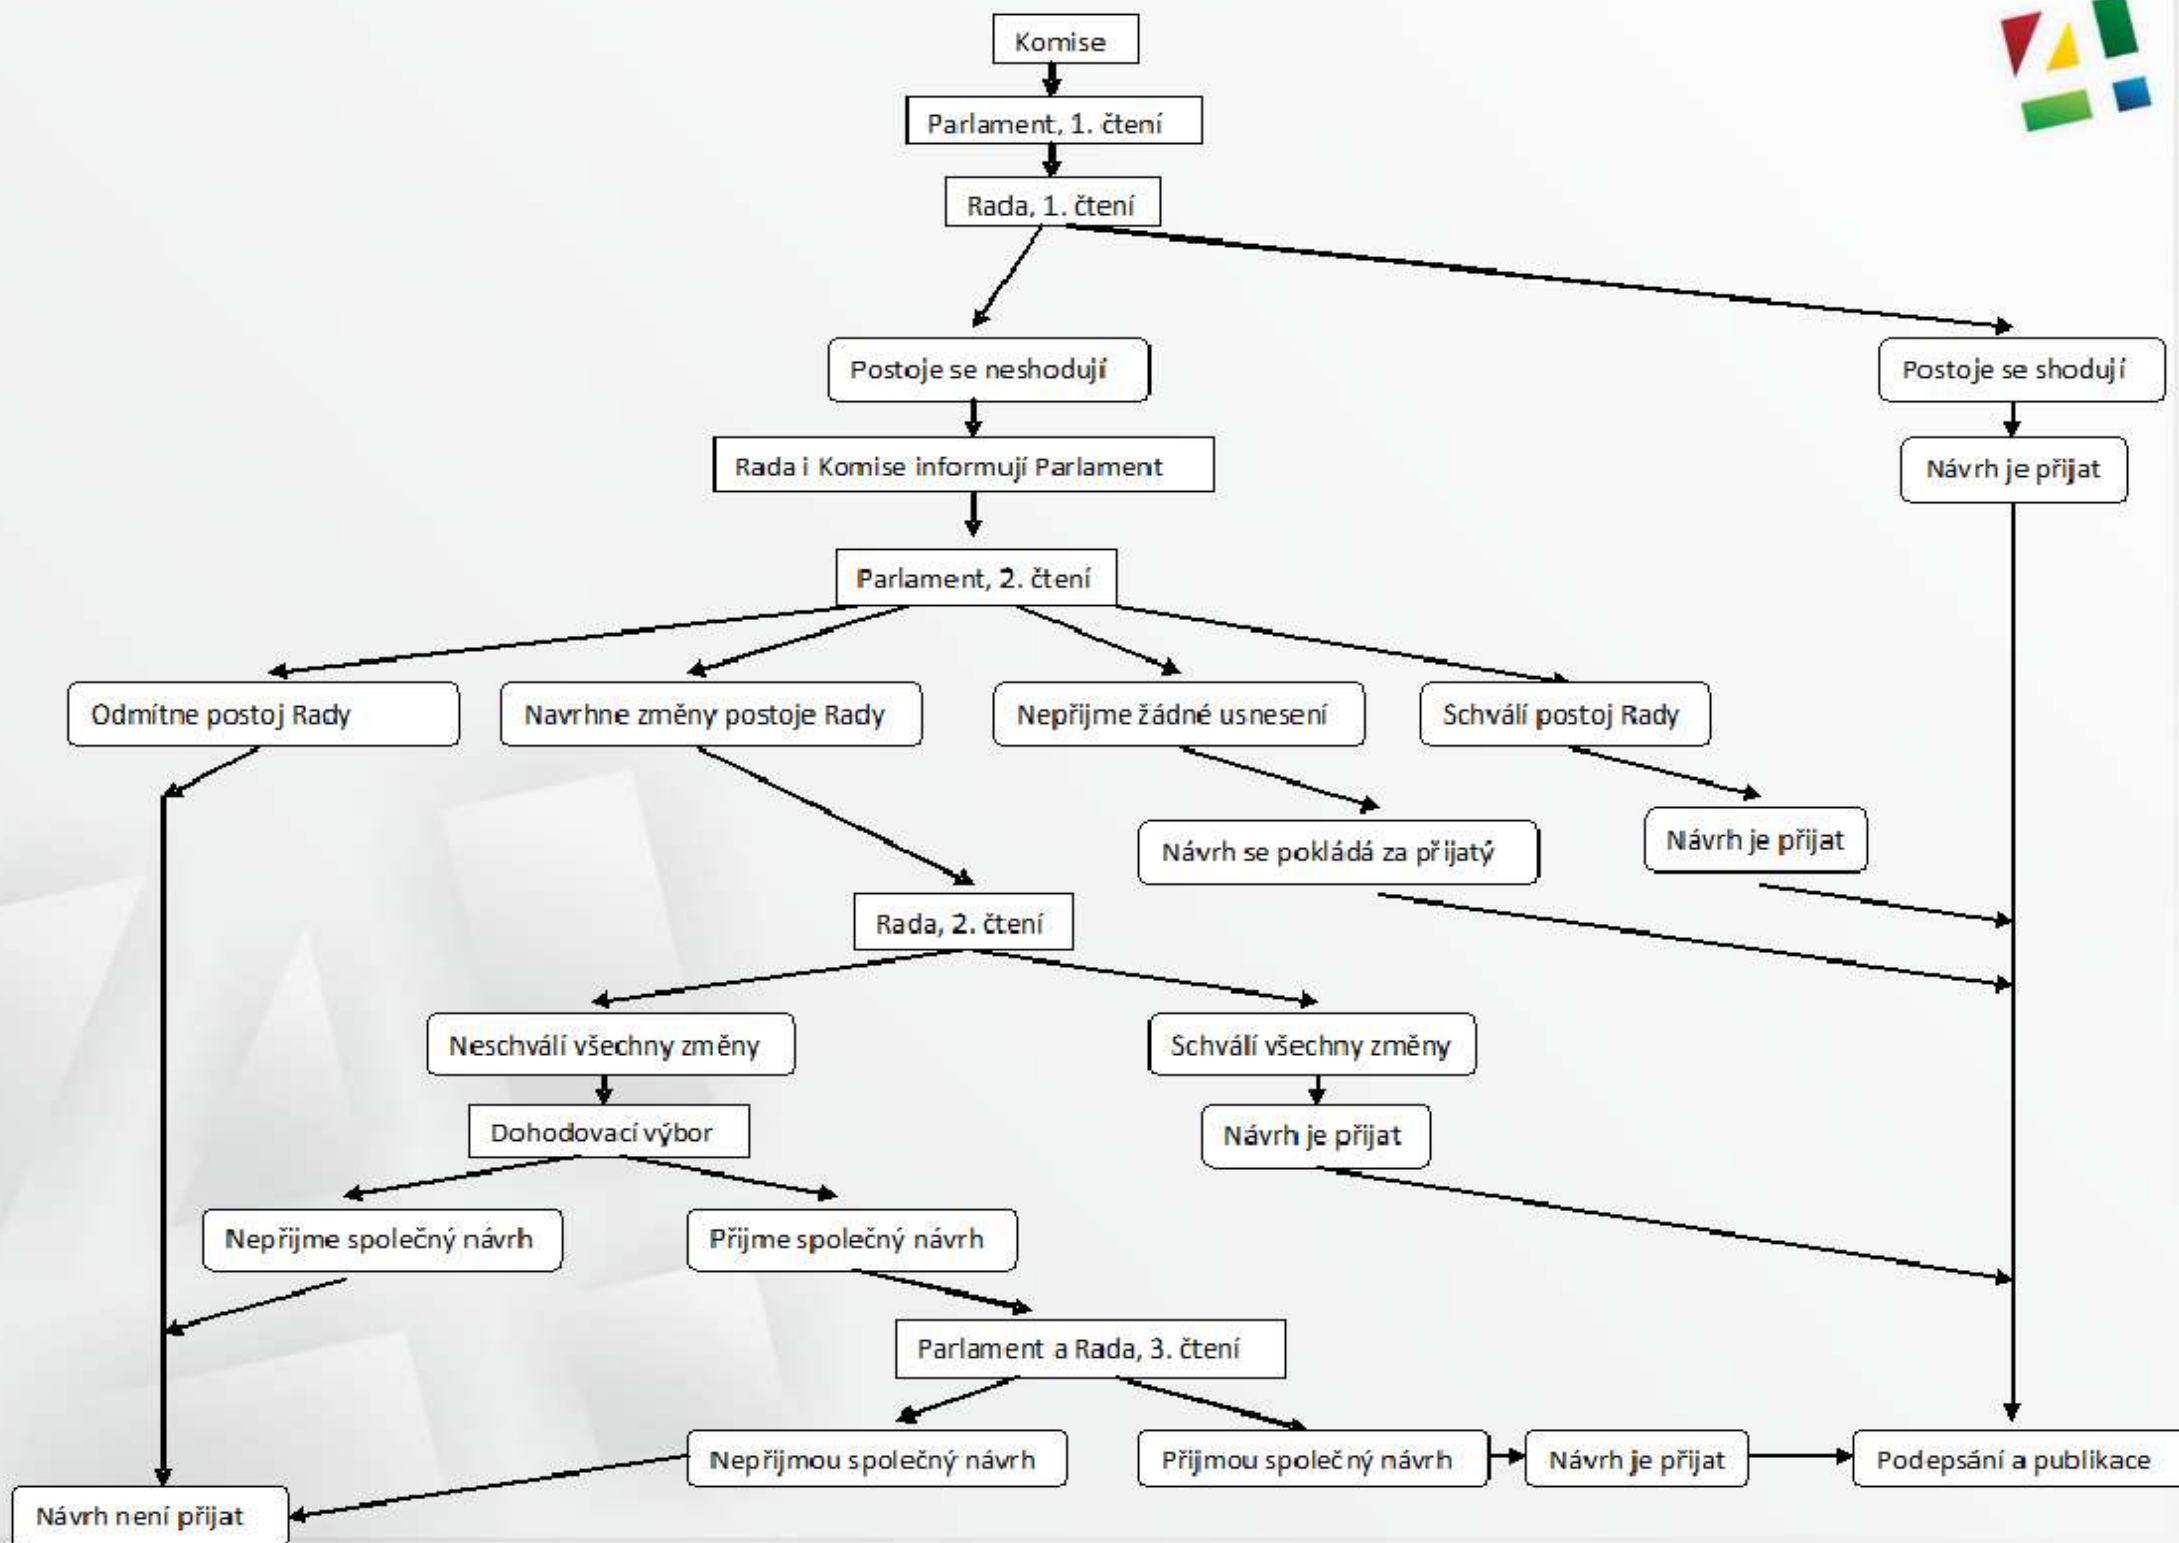 Komise
Parlament, 1. čtení
Rada, 1. čtení
Postoje se neshodují
Postoje se shodují
Rada i Komise informují Parlament
Návrh je přijat
Parlament, 2. čtení
Odmítne postoj Rady
Navrhne změny postoje Rady
Nepřijme žádné usnesení
Schválí postoj Rady
Návrh se pokládá za přijatý
Návrh je přijat
Rada, 2. čtení
Neschválí všechny změny
Schválí všechny změny
Dohodovací výbor
Návrh je přijat
Nepřijme společný návrh
Přijme společný návrh
Parlament a Rada, 3. čtení
Nepřijmou společný návrh
Přijmou společný návrh
Návrh je přijat
Podepsání a publikace
Návrh není přijat